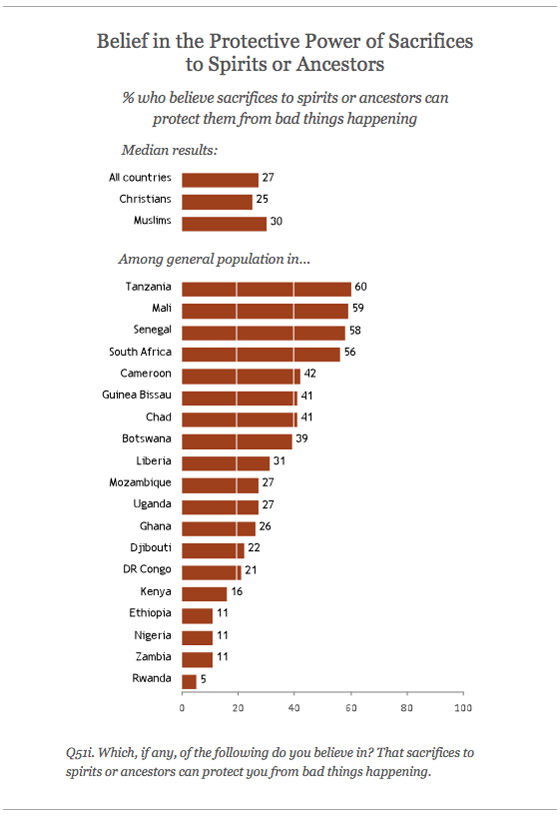 Belief in the Protective Power of Sacrifices
to Spirits or Ancestors
% who believe sacrifices to spirits or ancestors can
protect them from bad things happening
Median results:
All countries 27
Christians 25
Muslims 30
Among general population in...
Tanzania 60
Mali 59
Senegal 58
South Africa 56
Cameroon 42
Guinea Bissau 41
Chad 41
Botswana 39
Liberia 31
Mozambique 27
Uganda 27
Ghana 26
Djibouti 22
DR Congo 21
Kenya 16
Ethiopia 11
Nigeria 11
Zambia 11
Rwanda 5
0 20 40 60 80 100
Q51i. Which, if any, of the following do you believe in? That sacrifices to
spirits or ancestors can protect you from bad things happening.